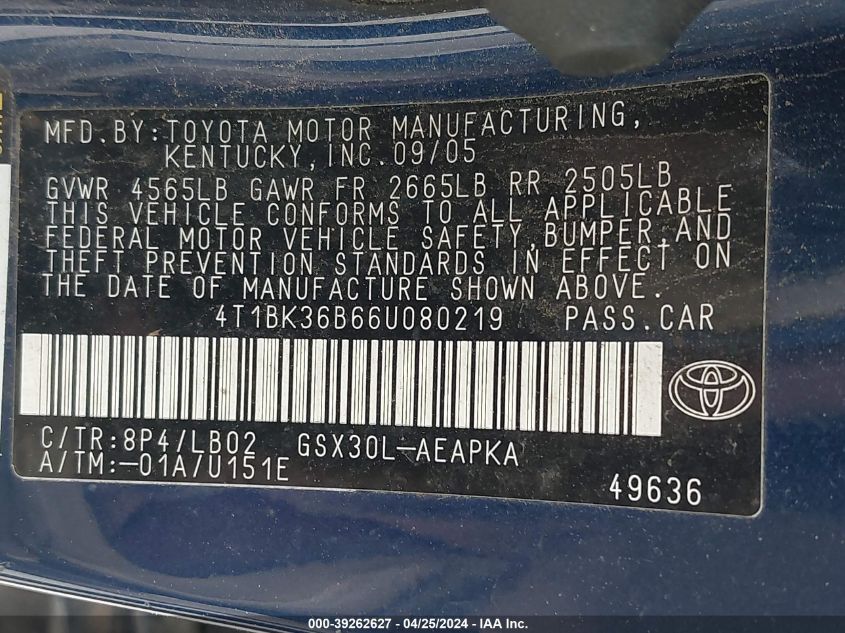 MFD.BY:TOYOTA MOTOR MANUFACTURING,
KENTUCKY,INC.09/05
GVWR 4565LB GAWR FR 2665LB RR 2505LB
THIS VEHICLE CONFORMS TO ALL APPLICABLE
FEDERAL MOTOR VEHICLE SAFETY,BUMPER,AND
THEFT PREVENTION STANDARDS IN EFFECT ON
THE DATE OF MANUFACTURE SHOWN ABOVE.
4T1BK36B66U080219 PASS.CAR
C/TR:8P4/LB02 GSX30L-AEAPKA
A/TM:-01A/U151E
49636
000-39262627 - 04/25/2024 - IAA Inc.